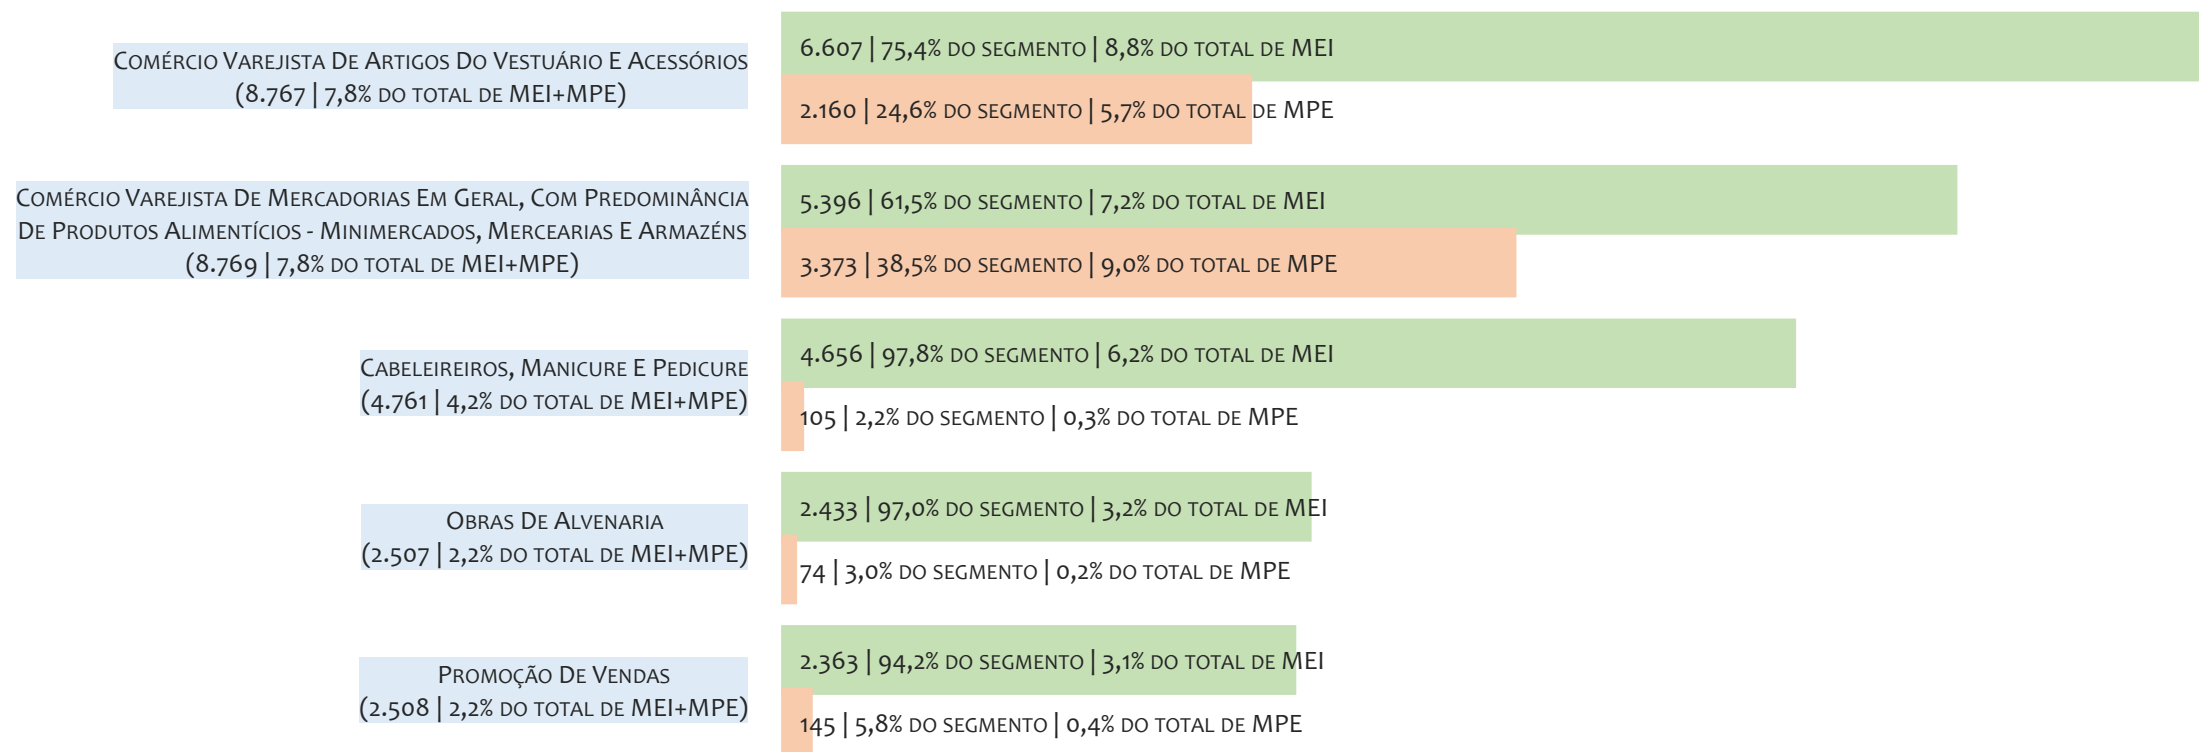 Comércio Varejista De Artigos Do Vestuário E Acessórios
(8.767 | 7,8% do total de MEI+MPE)
6.607 | 75,4% do segmento | 8,8% do total de MEI
2.160 | 24,6% do segmento | 5,7% do total de MPE
Comércio Varejista De Mercadorias Em Geral, Com Predominância
De Produtos Alimentícios - Minimercados, Mercearias E Armazéns
(8.769 | 7,8% do total de MEI+MPE)
5.396 | 61,5% do segmento | 7,2% do total de MEI
3.373 | 38,5% do segmento | 9,0% do total de MPE
Cabeleireiros, Manicure E Pedicure
(4.761 | 4,2% do total de MEI+MPE)
4.656 | 97,8% do segmento | 6,2% do total de MEI
105 | 2,2% do segmento | 0,3% do total de MPE
Obras De Alvenaria
(2.507 | 2,2% do total de MEI+MPE)
2.433 | 97,0% do segmento | 3,2% do total de MEI
74 | 3,0% do segmento | 0,2% do total de MPE
Promoção De Vendas
(2.508 | 2,2% do total de MEI+MPE)
2.363 | 94,2% do segmento | 3,1% do total de MEI
145 | 5,8% do segmento | 0,4% do total de MPE